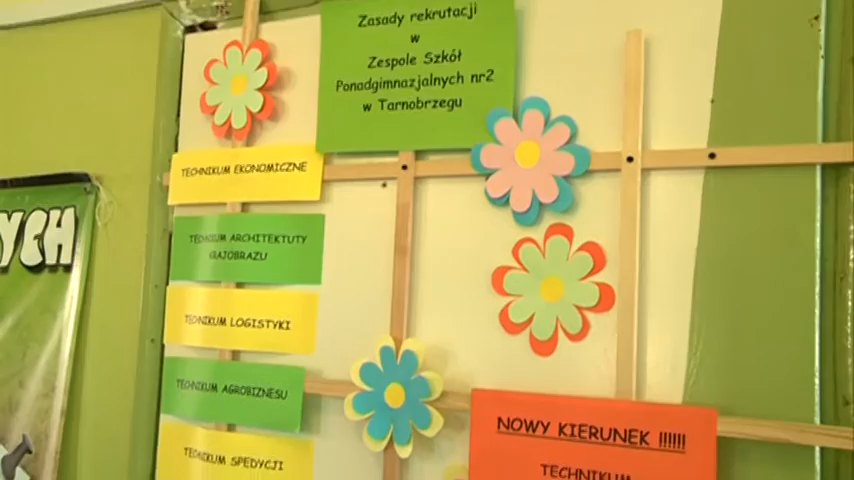 Zasady rekrutacji
w
Zespole Szkół
Ponadgimnazjalnych nr2
w Tarnobrzegu
TECHNIKUM EKONOMICZNE
TECHNICUM ARCHITEKTURY
KRAJOBRAZU
TECHNIKUM LOGISTYKI
TECHNIKUM AGROBIZNESU
TECHNIKUM SPEDYCJI
YCH
NOWY KIERUNEK !!!!!!!
TECHNIKUM